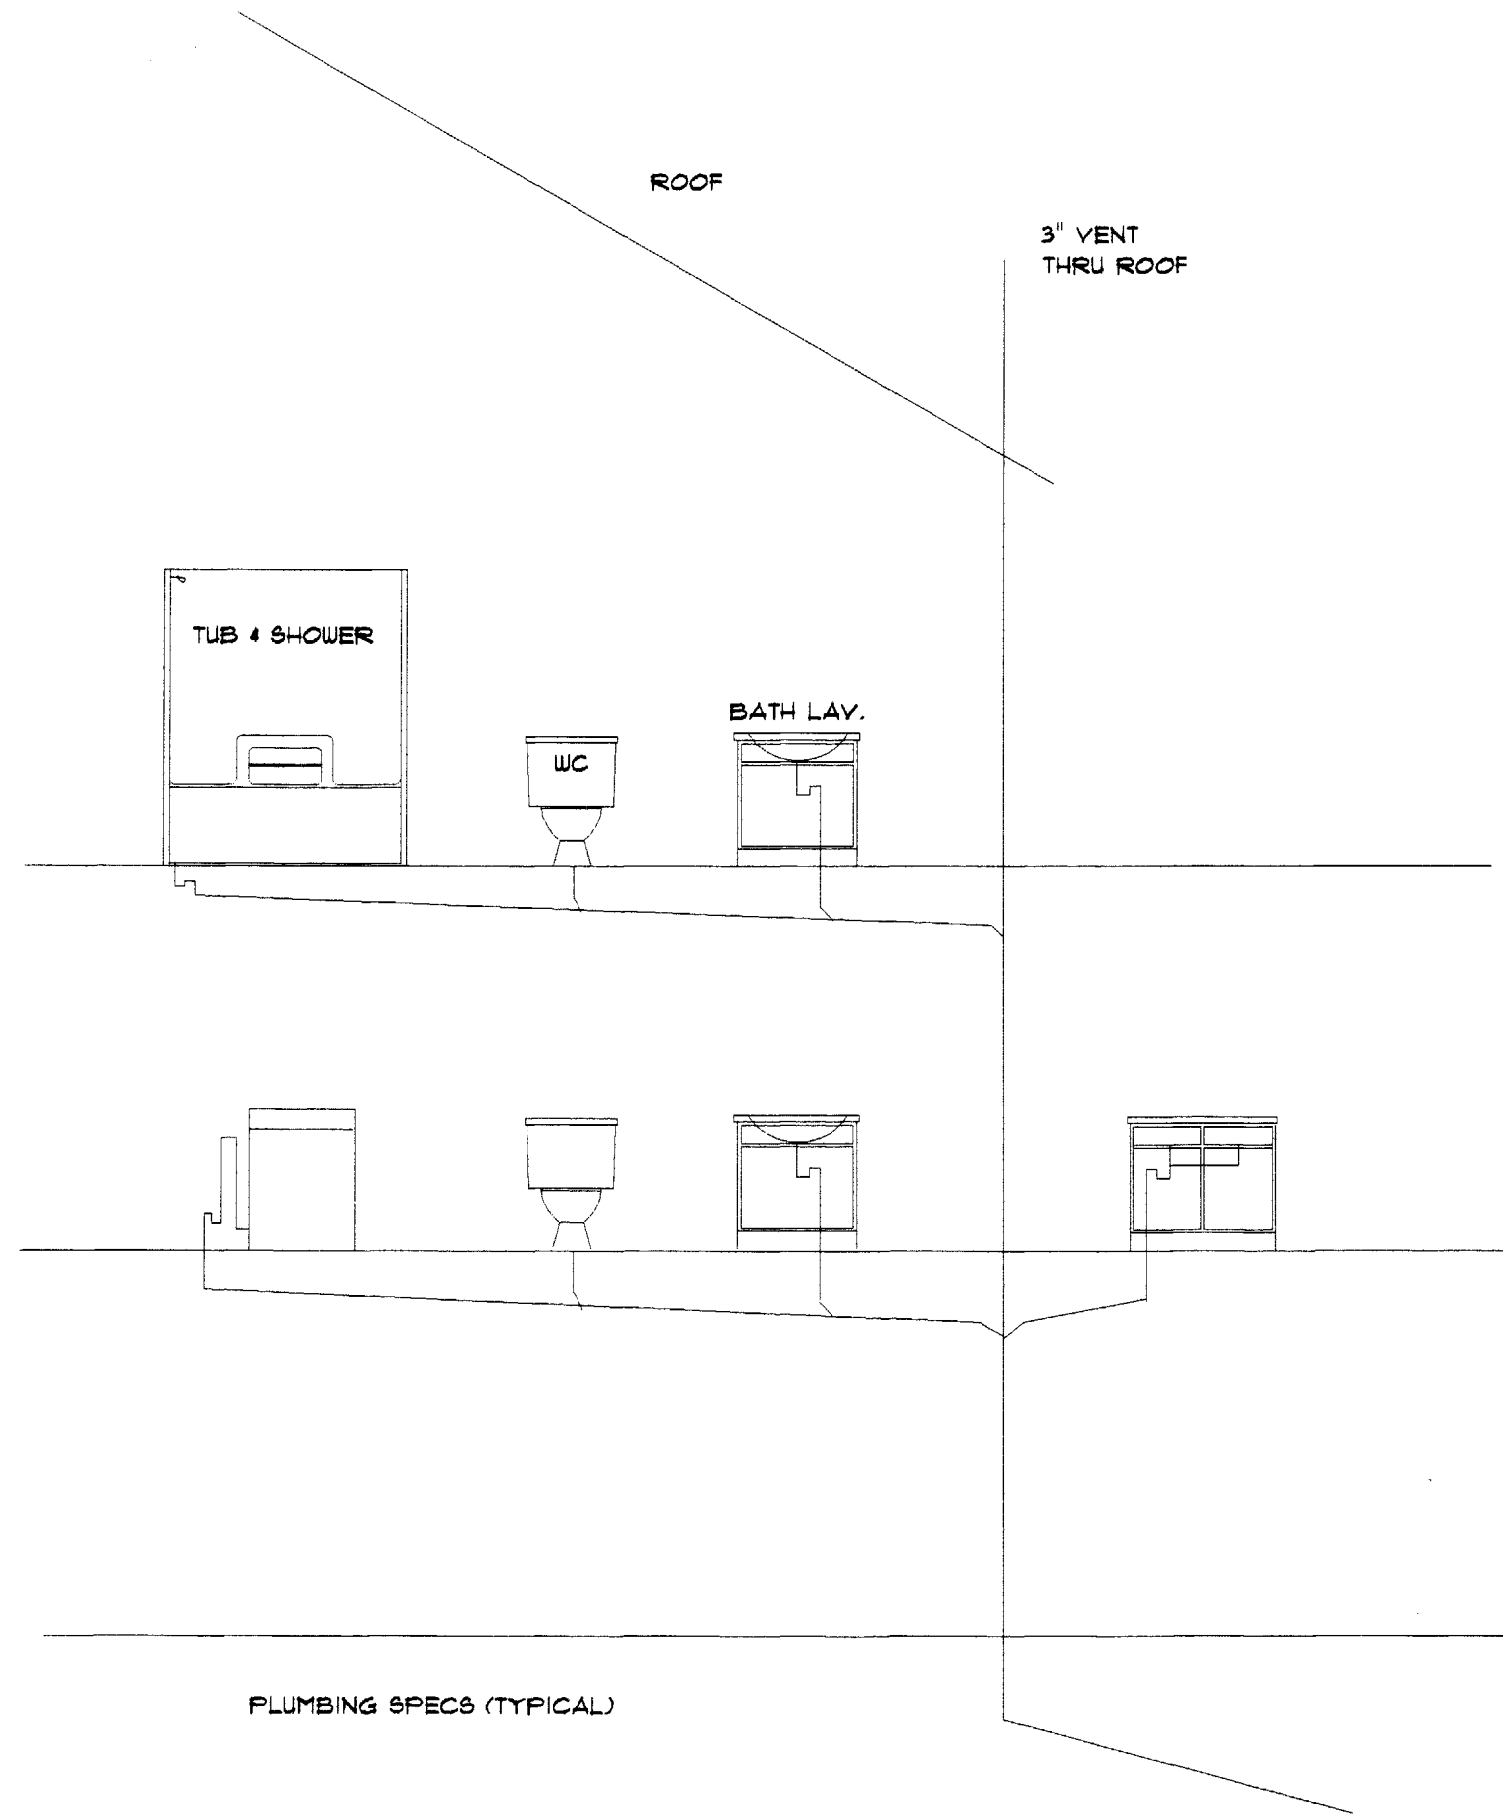 ROOF
3" VENT
THRU ROOF
TUB & SHOWER
BATH LAV.
WC
PLUMBING SPECS (TYPICAL)